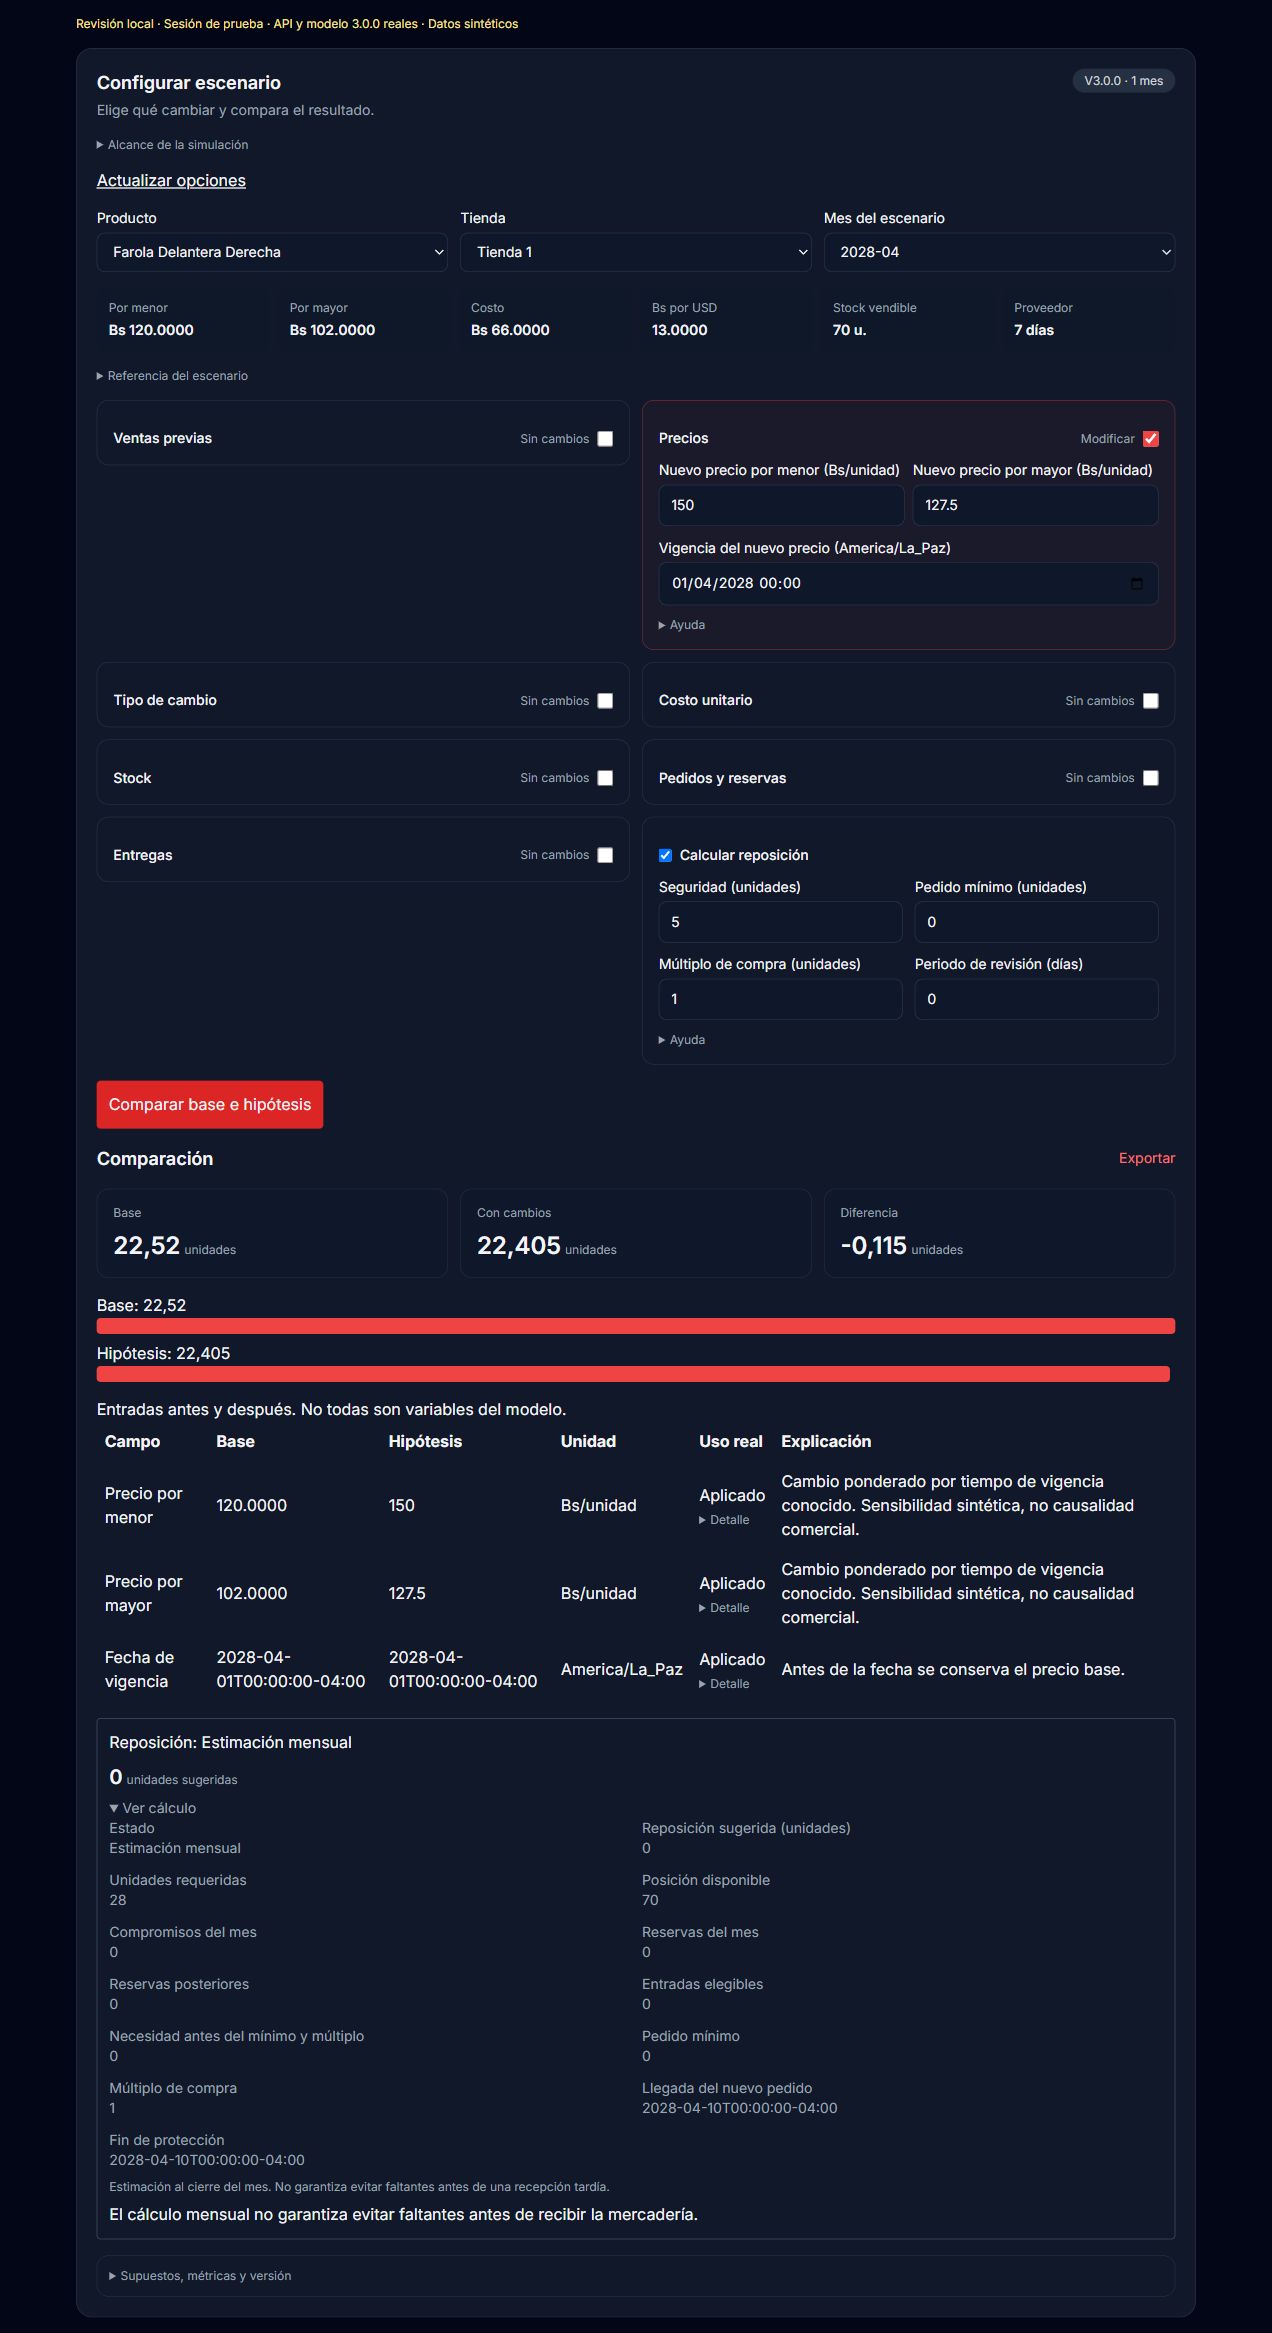 Revisión local · Sesión de prueba · API y modelo 3.0.0 reales · Datos sintéticos
Configurar escenario
V3.0.0 · 1 mes
Elige qué cambiar y compara el resultado.
Alcance de la simulación
Actualizar opciones
Producto
Tienda
Mes del escenario
Farola Delantera Derecha
Tienda 1
2028-04
Por menor
Por mayor
Costo
Bs por USD
Stock vendible
Proveedor
Bs 120.0000
Bs 102.0000
Bs 66.0000
13.0000
70 u.
7 días
Referencia del escenario
Ventas previas
Sin cambios
Precios
Modificar
Nuevo precio por menor (Bs/unidad)
Nuevo precio por mayor (Bs/unidad)
150
127.5
Vigencia del nuevo precio (America/La_Paz)
01/04/2028 00:00
Ayuda
Tipo de cambio
Sin cambios
Costo unitario
Sin cambios
Stock
Sin cambios
Pedidos y reservas
Sin cambios
Entregas
Sin cambios
Calcular reposición
Seguridad (unidades)
Pedido mínimo (unidades)
5
0
Múltiplo de compra (unidades)
Periodo de revisión (días)
1
0
Ayuda
Comparar base e hipótesis
Comparación
Exportar
Base
Con cambios
Diferencia
22,52 unidades
22,405 unidades
-0,115 unidades
Base: 22,52
Hipótesis: 22,405
Entradas antes y después. No todas son variables del modelo.
Campo
Base
Hipótesis
Unidad
Uso real
Explicación
Precio por
menor
120.0000
150
Bs/unidad
Aplicado
Detalle
Cambio ponderado por tiempo de vigencia
conocido. Sensibilidad sintética, no causalidad
comercial.
Precio por
mayor
102.0000
127.5
Bs/unidad
Aplicado
Detalle
Cambio ponderado por tiempo de vigencia
conocido. Sensibilidad sintética, no causalidad
comercial.
Fecha de
vigencia
2028-04-
01T00:00:00-04:00
2028-04-
01T00:00:00-04:00
America/La_Paz
Aplicado
Detalle
Antes de la fecha se conserva el precio base.
Reposición: Estimación mensual
0 unidades sugeridas
Ver cálculo
Estado
Estimación mensual
Reposición sugerida (unidades)
0
Unidades requeridas
28
Posición disponible
70
Compromisos del mes
0
Reservas del mes
0
Reservas posteriores
0
Entradas elegibles
0
Necesidad antes del mínimo y múltiplo
0
Pedido mínimo
0
Múltiplo de compra
1
Llegada del nuevo pedido
2028-04-10T00:00:00-04:00
Fin de protección
2028-04-10T00:00:00-04:00
Estimación al cierre del mes. No garantiza evitar faltantes antes de una recepción tardía.
El cálculo mensual no garantiza evitar faltantes antes de recibir la mercadería.
Supuestos, métricas y versión